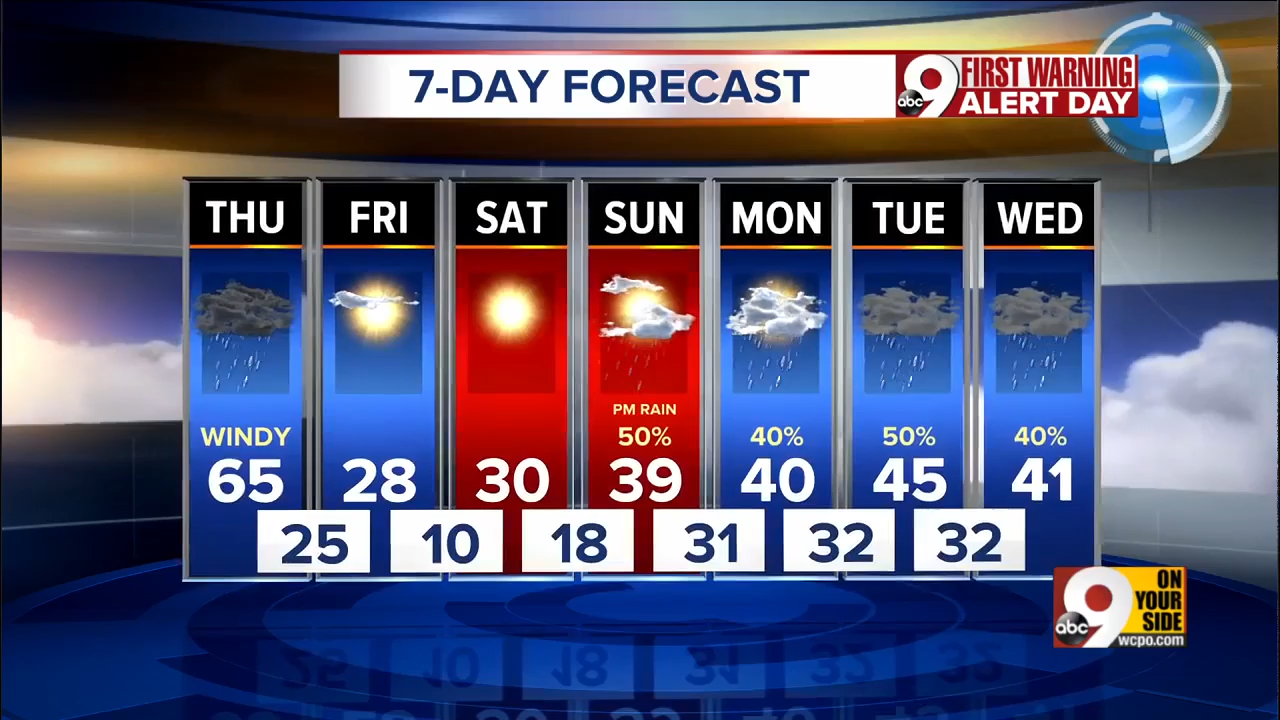 7-DAY FORECAST
abc 9 FIRST WARNING
ALERT DAY
THU FRI SAT SUN MON TUE WED
PM RAIN
WINDY 50% 40% 50% 40%
65 28 30 39 40 45 41
25 10 18 31 32 32
abc 9 ON
YOUR
SIDE
wcpo.com